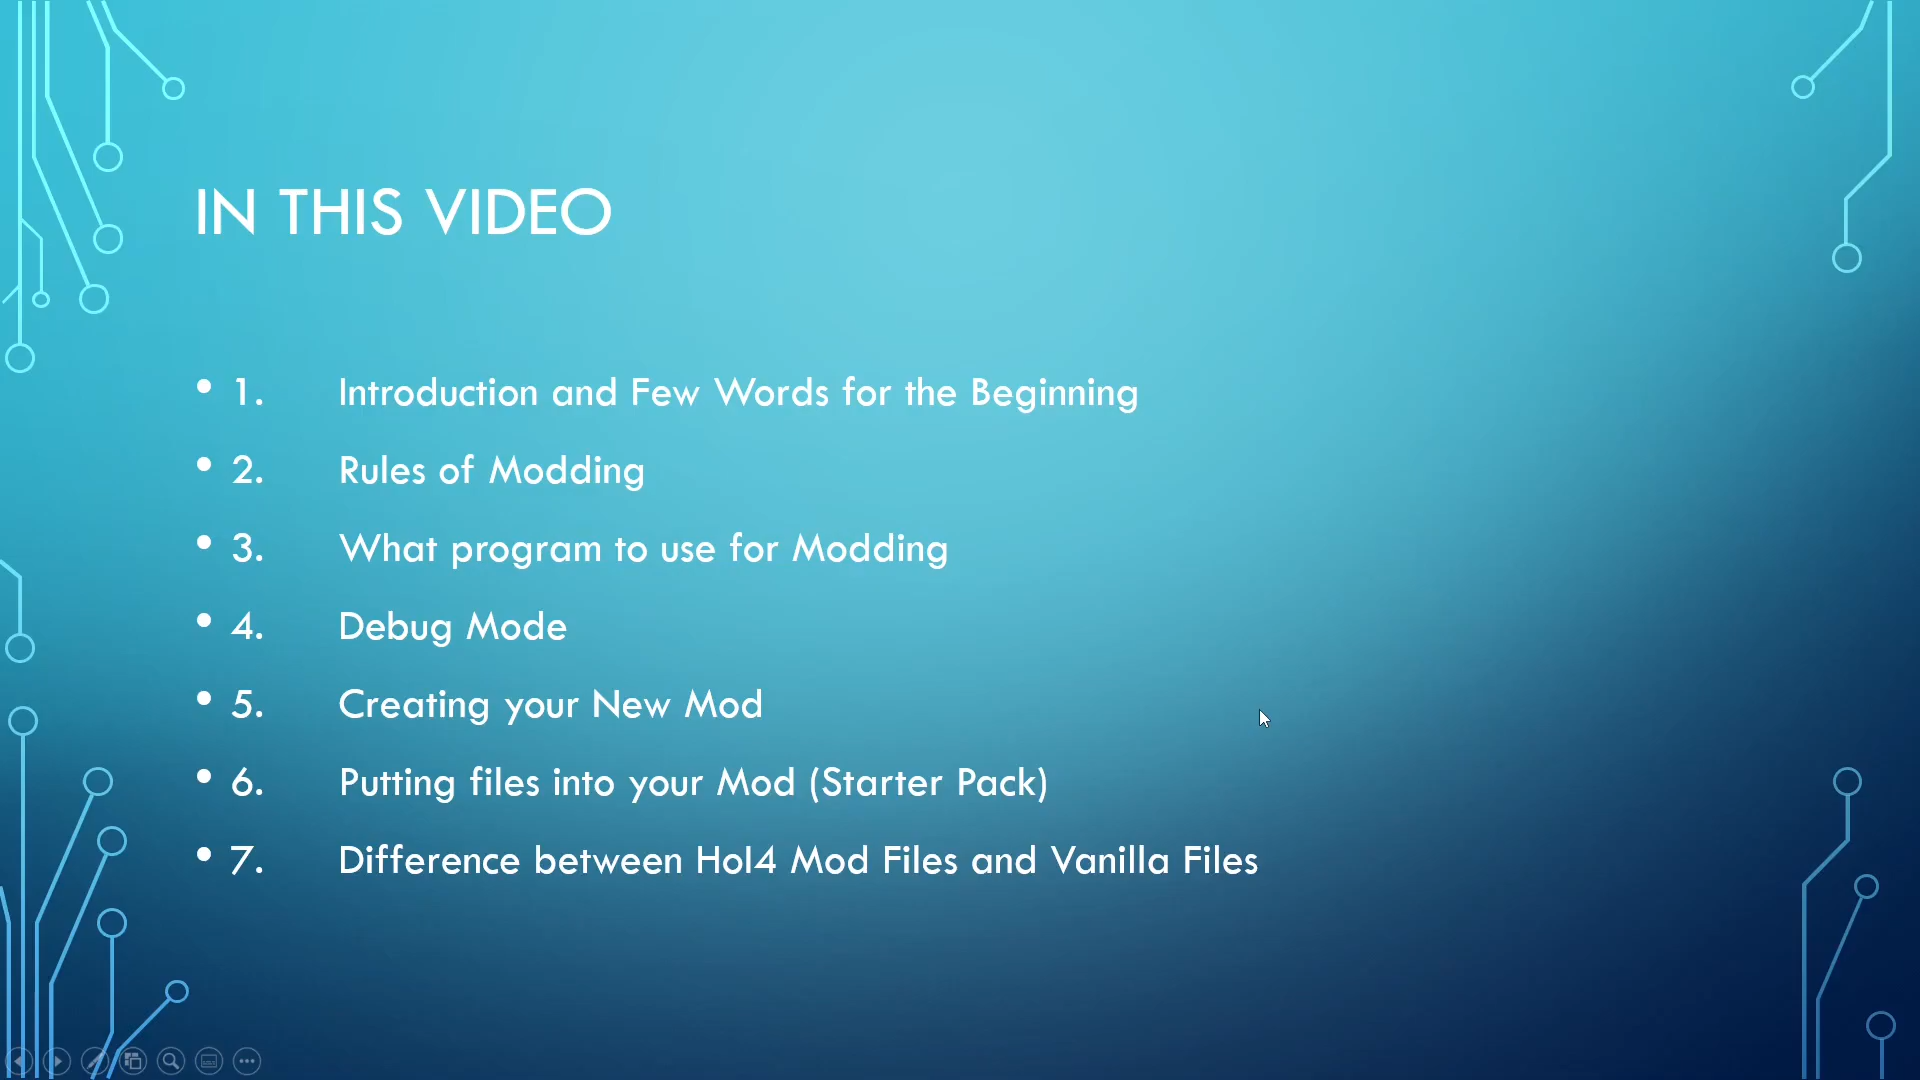 IN THIS VIDEO
• 1. Introduction and Few Words for the Beginning
• 2. Rules of Modding
• 3. What program to use for Modding
• 4. Debug Mode
• 5. Creating your New Mod
• 6. Putting files into your Mod (Starter Pack)
• 7. Difference between HoI4 Mod Files and Vanilla Files